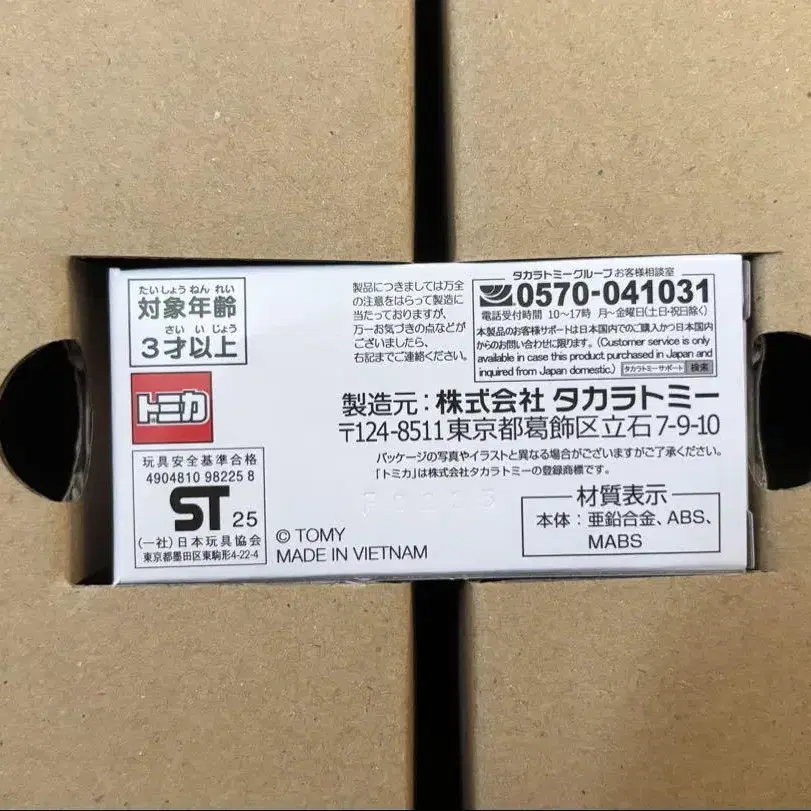 たいしょう ねん れい
対象年齢
さい い じょう
3才以上
トミカ
玩具安全基準合格
4904810 98225 8
ST 25
(一社)日本玩具協会
東京都墨田区東駒形4-22-4
製品につきましては万全
の注意をはらって製造に
当たっておりますが、
万一お気づきの点などが
ございましたら、
右記までご連絡ください。
タカラトミーグループ お客様相談室
0570-041031
電話受付時間 10〜17時 月〜金曜日(土日・祝日除く)
本製品のお客様サポートは日本国内でのご購入かつ日本国内
からのお問い合わせに限ります。(Customer service is only
available in case this product purchased in Japan and
inquired from Japan domestic.) タカラトミーサポート 検索
製造元：株式会社 タカラトミー
〒124-8511東京都葛飾区立石7-9-10
パッケージの写真やイラストと異なる場合がございますがご了承ください。
「トミカ」は株式会社タカラトミーの登録商標です。
© TOMY
MADE IN VIETNAM
材質表示
本体：亜鉛合金、ABS、
MABS